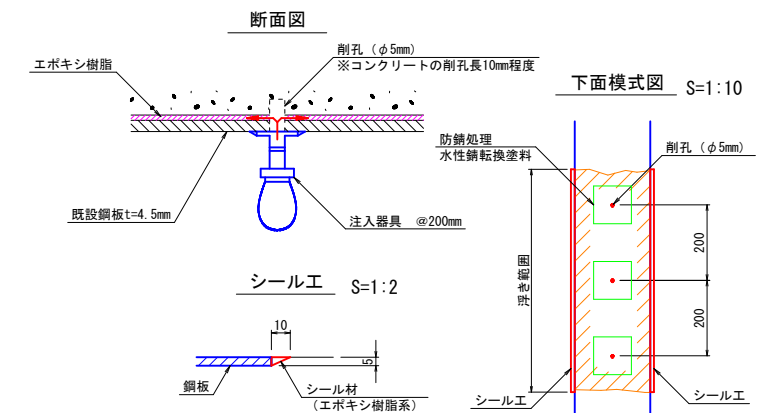 断面図
削孔（φ5mm）
※コンクリートの削孔長10mm程度
エポキシ樹脂
既設鋼板t=4.5mm
注入器具　@200mm
シール工　S=1:2
10
5
鋼板
シール材
（エポキシ樹脂系）
下面模式図　S=1:10
防錆処理
水性錆転換塗料
削孔（φ5mm）
浮き範囲
200
200
シール工
シール工